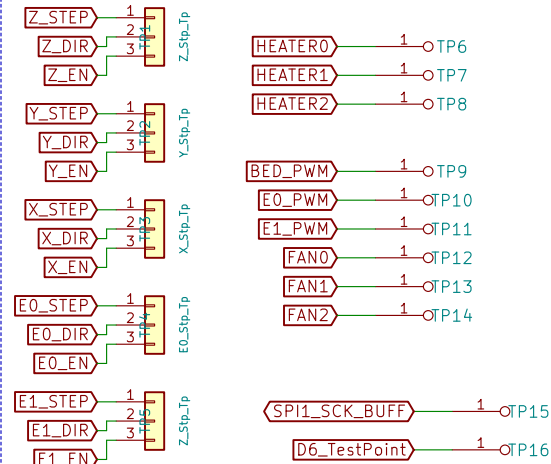 Z_STEP 1
Z_DIR 2
Z_EN 3
TP1
Z_Stp_Tp
Y_STEP 1
Y_DIR 2
Y_EN 3
TP2
Y_Stp_Tp
X_STEP 1
X_DIR 2
X_EN 3
TP3
X_Stp_Tp
E0_STEP 1
E0_DIR 2
E0_EN 3
TP4
E0_Stp_Tp
E1_STEP 1
E1_DIR 2
E1_EN 3
TP5
Z_Stp_Tp
HEATER0 1 TP6
HEATER1 1 TP7
HEATER2 1 TP8
BED_PWM 1 TP9
E0_PWM 1 TP10
E1_PWM 1 TP11
FAN0 1 TP12
FAN1 1 TP13
FAN2 1 TP14
SPI1_SCK_BUFF 1 TP15
D6_TestPoint 1 TP16